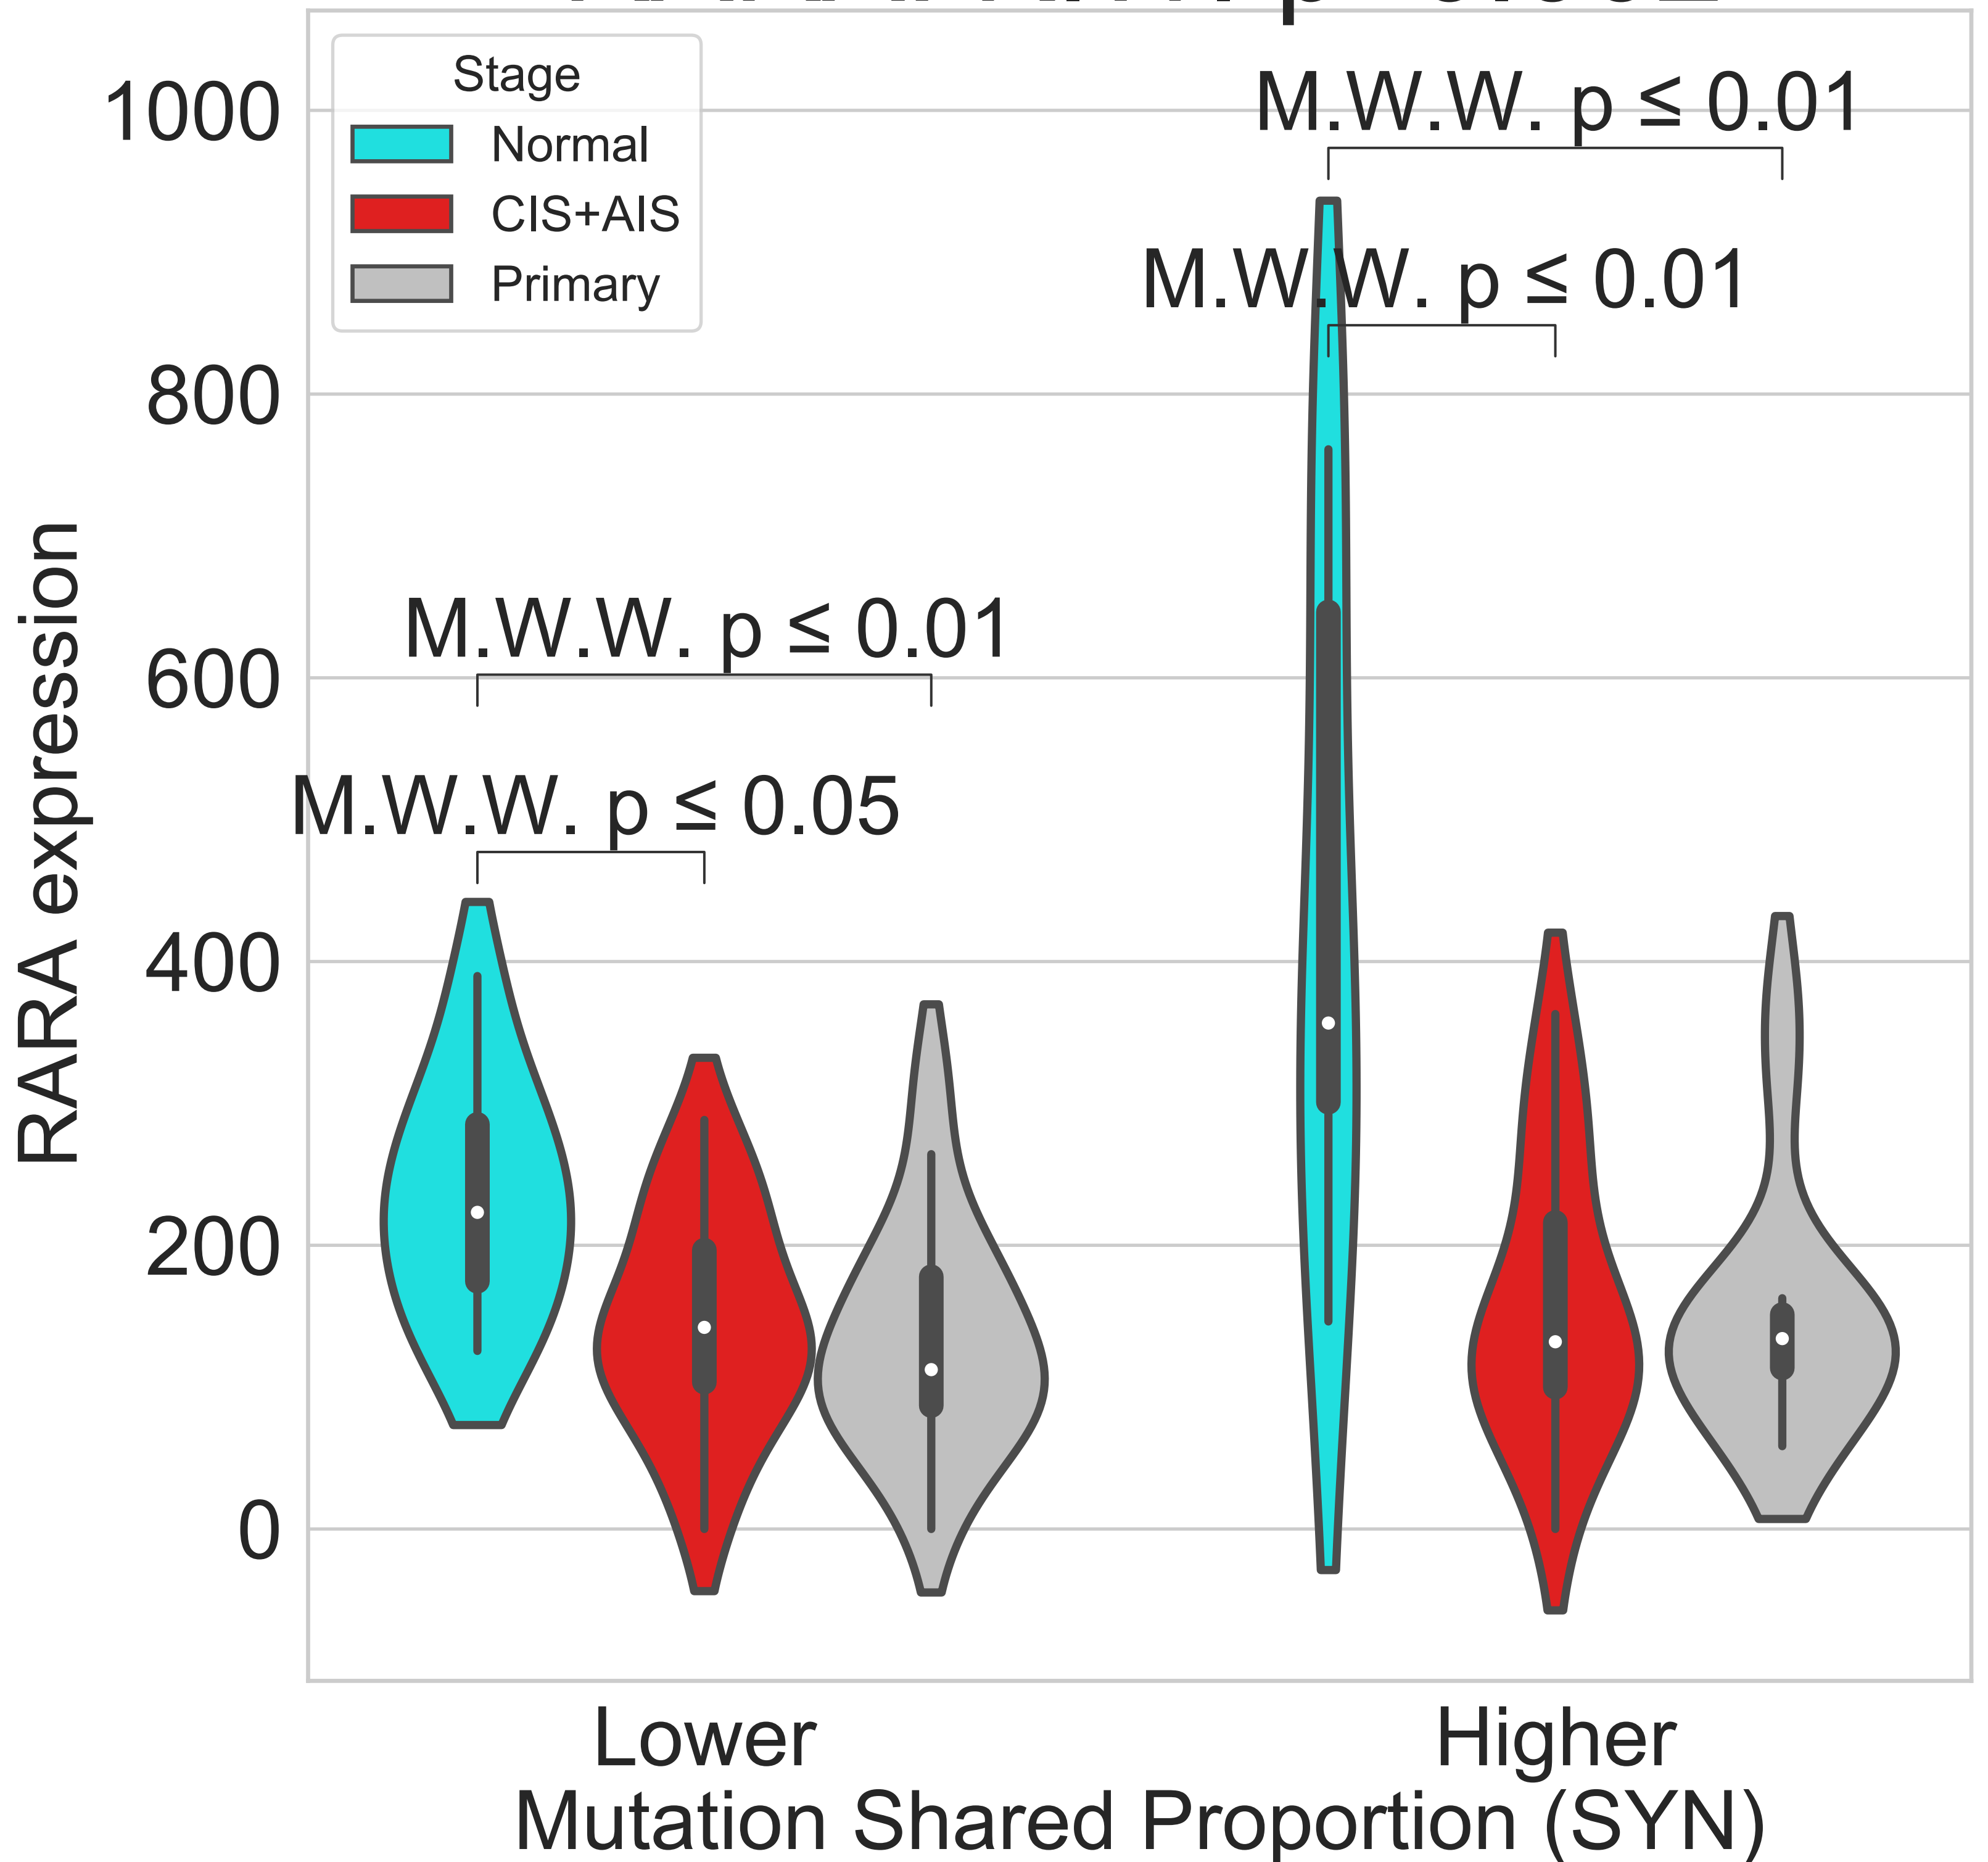 Stage
Normal
CIS+AIS
Primary
1000
800
600
400
200
0
RARA expression
M.W.W. p ≤ 0.01
M.W.W. p ≤ 0.01
M.W.W. p ≤ 0.01
M.W.W. p ≤ 0.05
Lower
Higher
Mutation Shared Proportion (SYN)